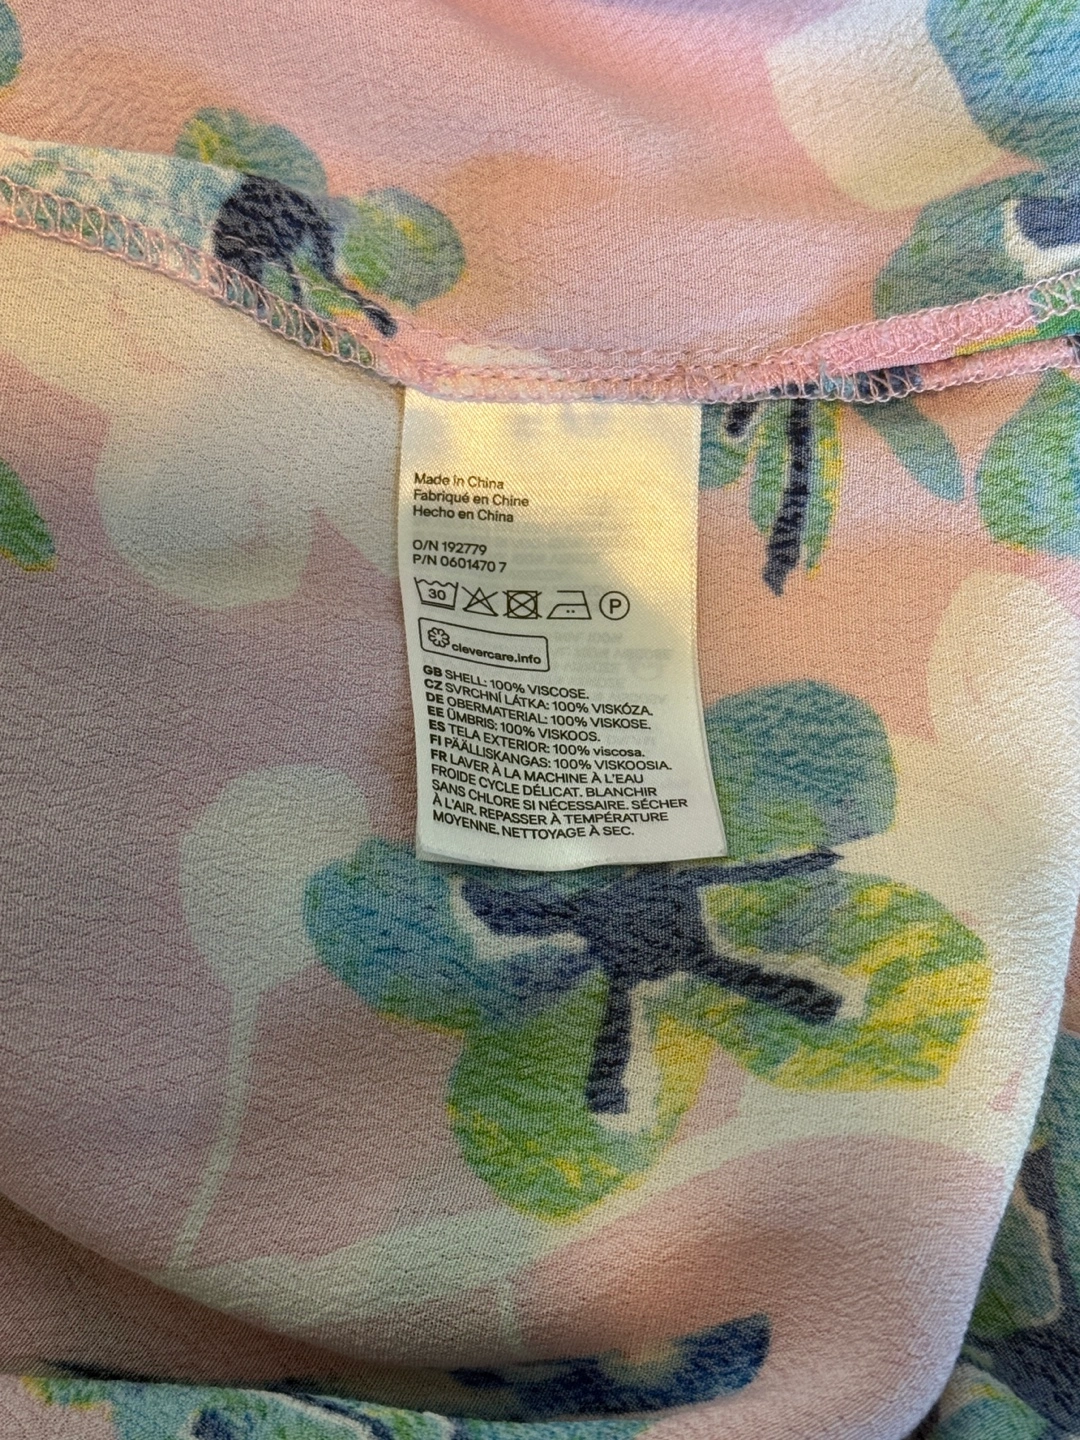 Made in China
Fabriqué en Chine
Hecho en China
O/N 192779
P/N 0601470 7
30
P
clevercare.info
GB SHELL: 100% VISCOSE.
CZ SVRCHNÍ LÁTKA: 100% VISKÓZA.
DE OBERMATERIAL: 100% VISKOSE.
EE ÜMBRIS: 100% VISKOOS.
ES TELA EXTERIOR: 100% viscosa.
FI PÄÄLLISKANGAS: 100% VISKOOSIA.
FR LAVER À LA MACHINE À L'EAU
FROIDE CYCLE DÉLICAT. BLANCHIR
SANS CHLORE SI NÉCESSAIRE. SÉCHER
À L'AIR. REPASSER À TEMPÉRATURE
MOYENNE. NETTOYAGE À SEC.